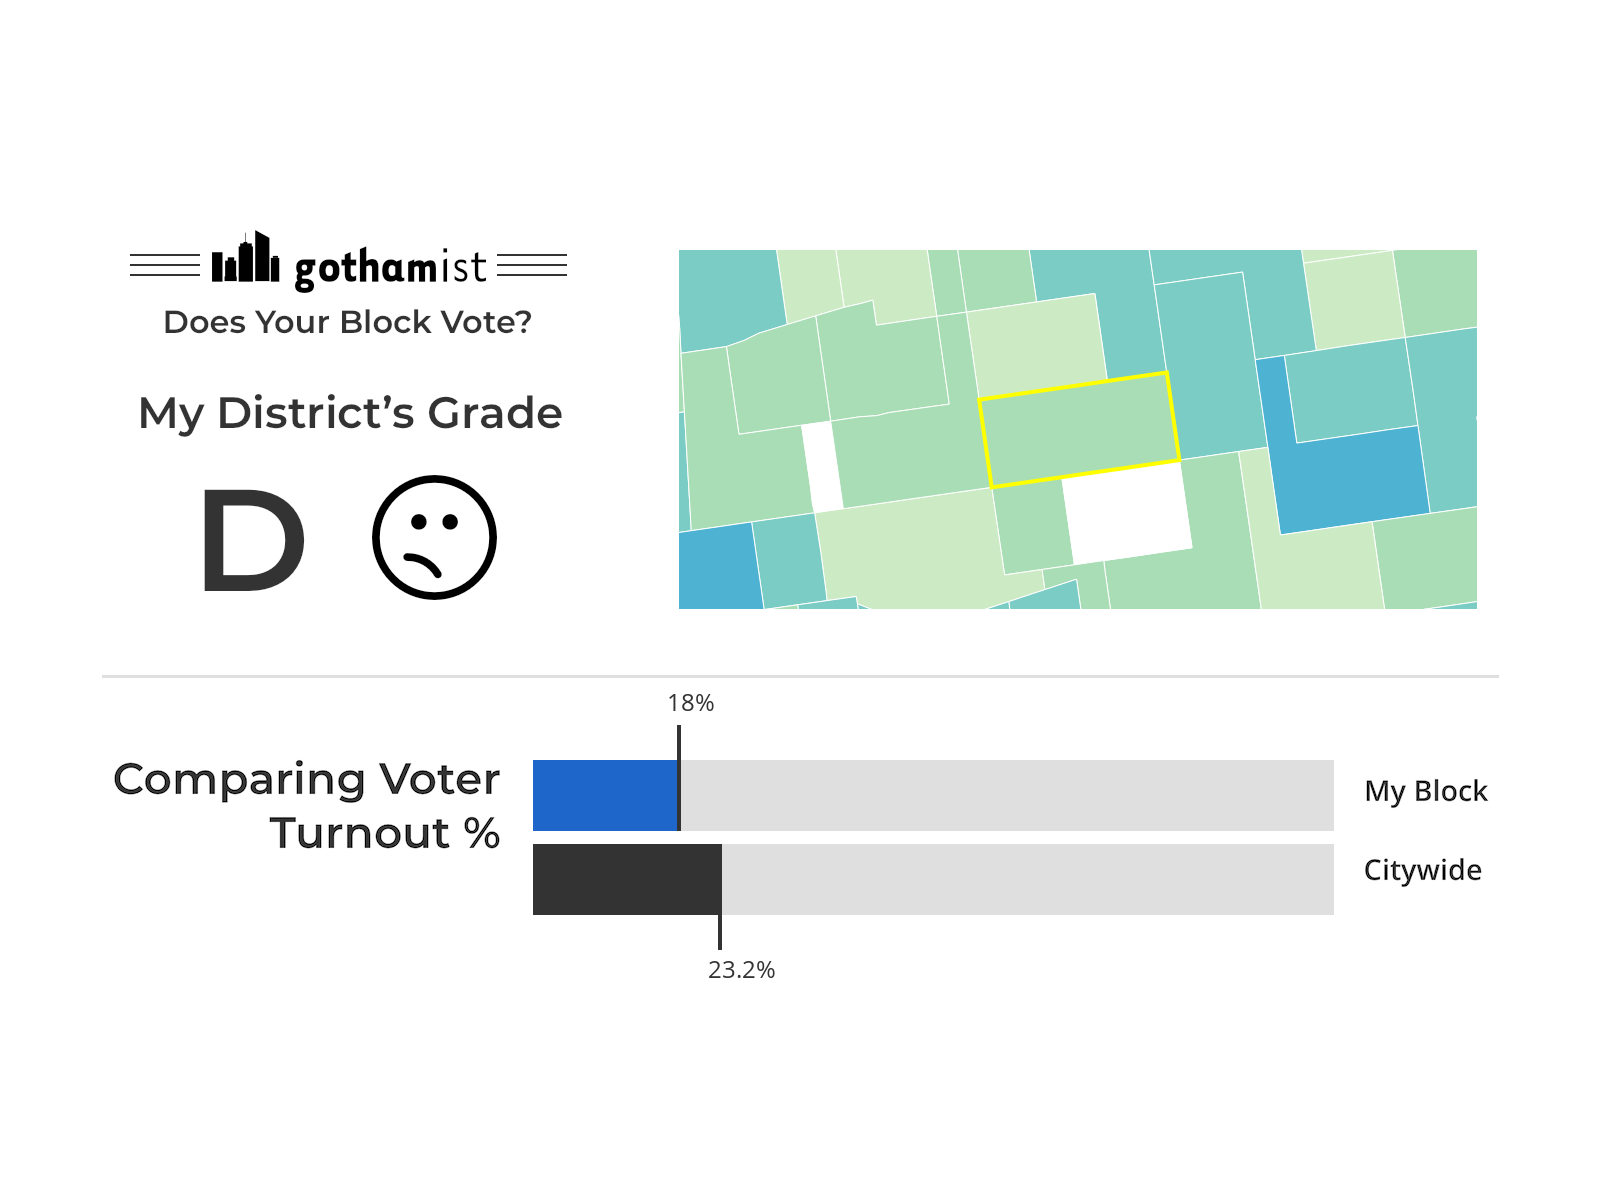 gothamist
Does Your Block Vote?
My District’s Grade
D
18%
Comparing Voter
Turnout %
My Block
Citywide
23.2%